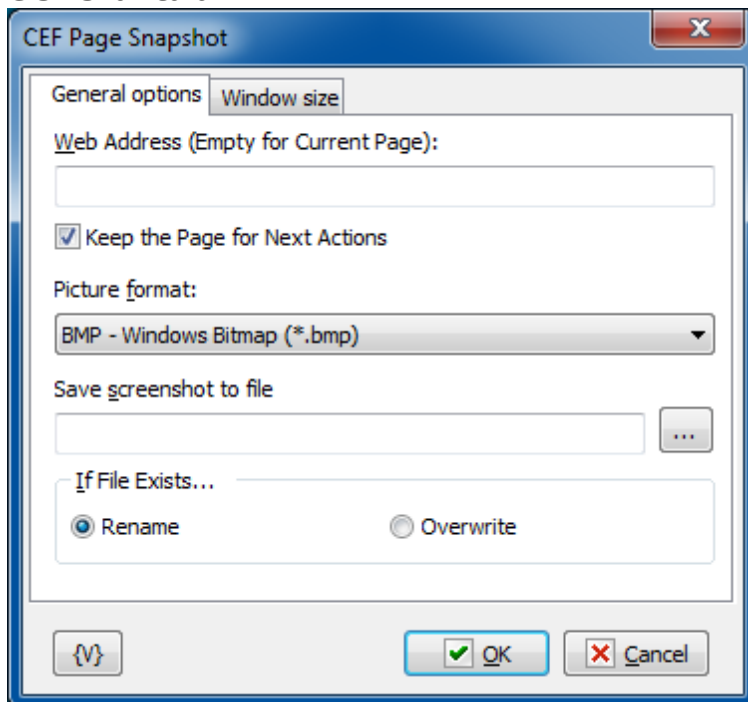 CEF Page Snapshot
General options Window size
Web Address (Empty for Current Page):
Keep the Page for Next Actions
Picture format:
BMP - Windows Bitmap (*.bmp)
Save screenshot to file
...
If File Exists...
Rename Overwrite
{V} OK Cancel